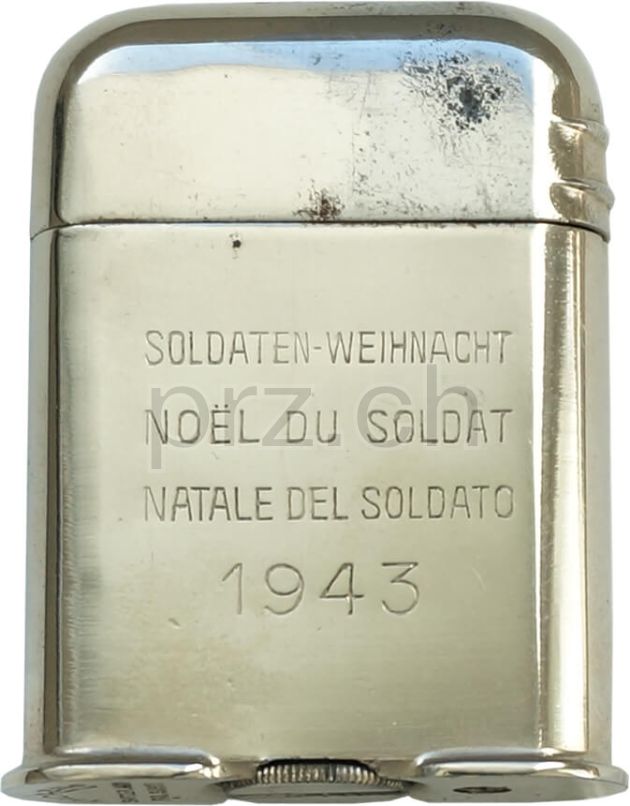 SOLDATEN-WEIHNACHT
NOËL DU SOLDAT
prz.ch
NATALE DEL SOLDATO
1943